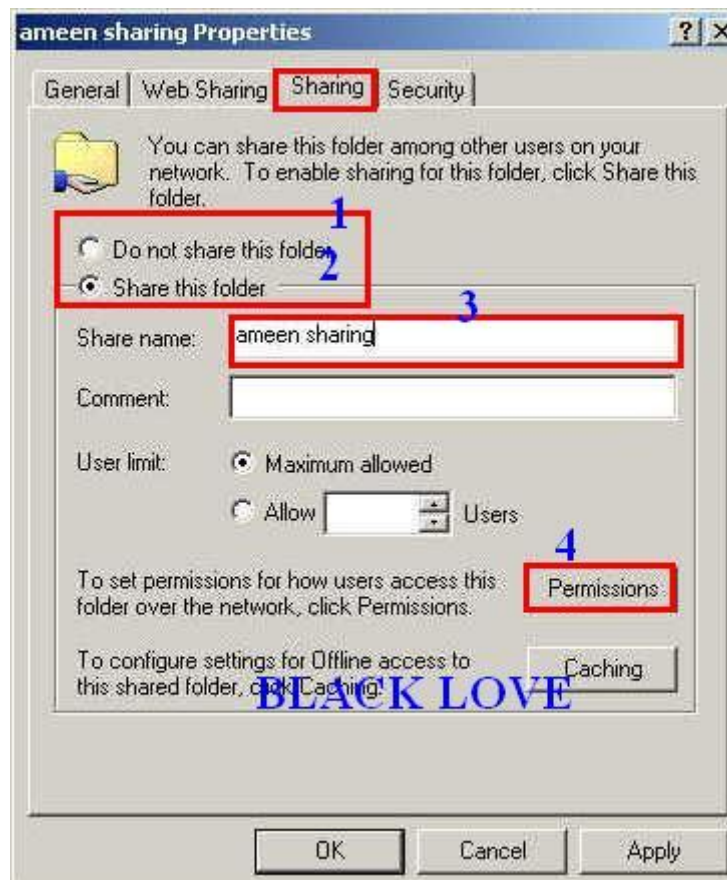 ameen sharing Properties
? X
General Web Sharing Sharing Security
You can share this folder among other users on your
network. To enable sharing for this folder, click Share this
folder.
1
Do not share this folder
2
Share this folder
3
Share name: ameen sharing
Comment:
User limit: Maximum allowed
Allow Users
4
To set permissions for how users access this
folder over the network, click Permissions.
Permissions
To configure settings for Offline access to
this shared folder, click Caching.
Caching
BLACK LOVE
OK Cancel Apply